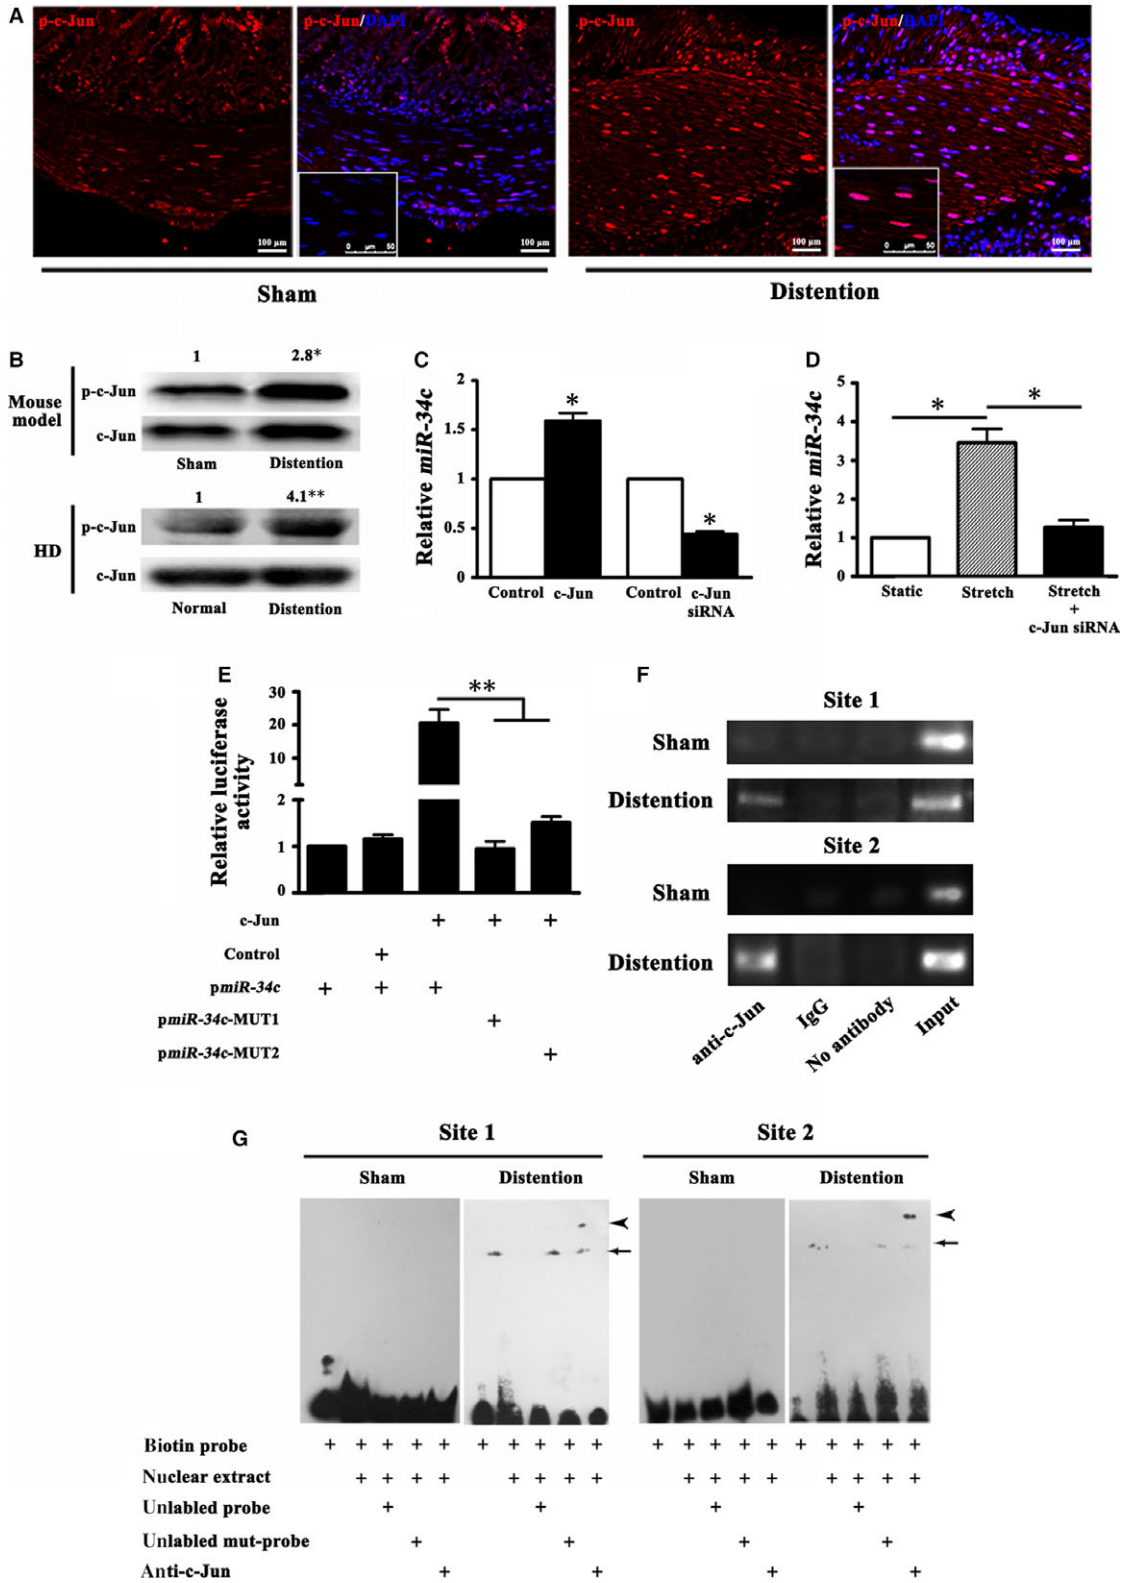 A
p-c-Jun
p-c-Jun/DAPI
p-c-Jun
p-c-Jun/DAPI
0 µm 50
0 µm 50
100 µm
100 µm
100 µm
100 µm
Sham
Distention
B
1 2.8*
Mouse model
p-c-Jun
c-Jun
Sham Distention
1 4.1**
HD
p-c-Jun
c-Jun
Normal Distention
C
Relative miR-34c
2
1.5
1
0.5
0
*
*
Control c-Jun Control c-Jun siRNA
D
Relative miR-34c
5
4
3
2
1
0
* *
Static Stretch Stretch + c-Jun siRNA
E
Relative luciferase activity
30
20
10
2
1
0
**
c-Jun + + +
Control +
pmiR-34c + + +
pmiR-34c-MUT1 +
pmiR-34c-MUT2 +
F
Site 1
Sham
Distention
Site 2
Sham
Distention
anti-c-Jun IgG No antibody Input
G
Site 1 Site 2
Sham Distention Sham Distention
Biotin probe + + + + + + + + + + + + + + + + + + + +
Nuclear extract + + + + + + + + + + + + + + + +
Unlabled probe + + + +
Unlabled mut-probe + + + +
Anti-c-Jun + + + +